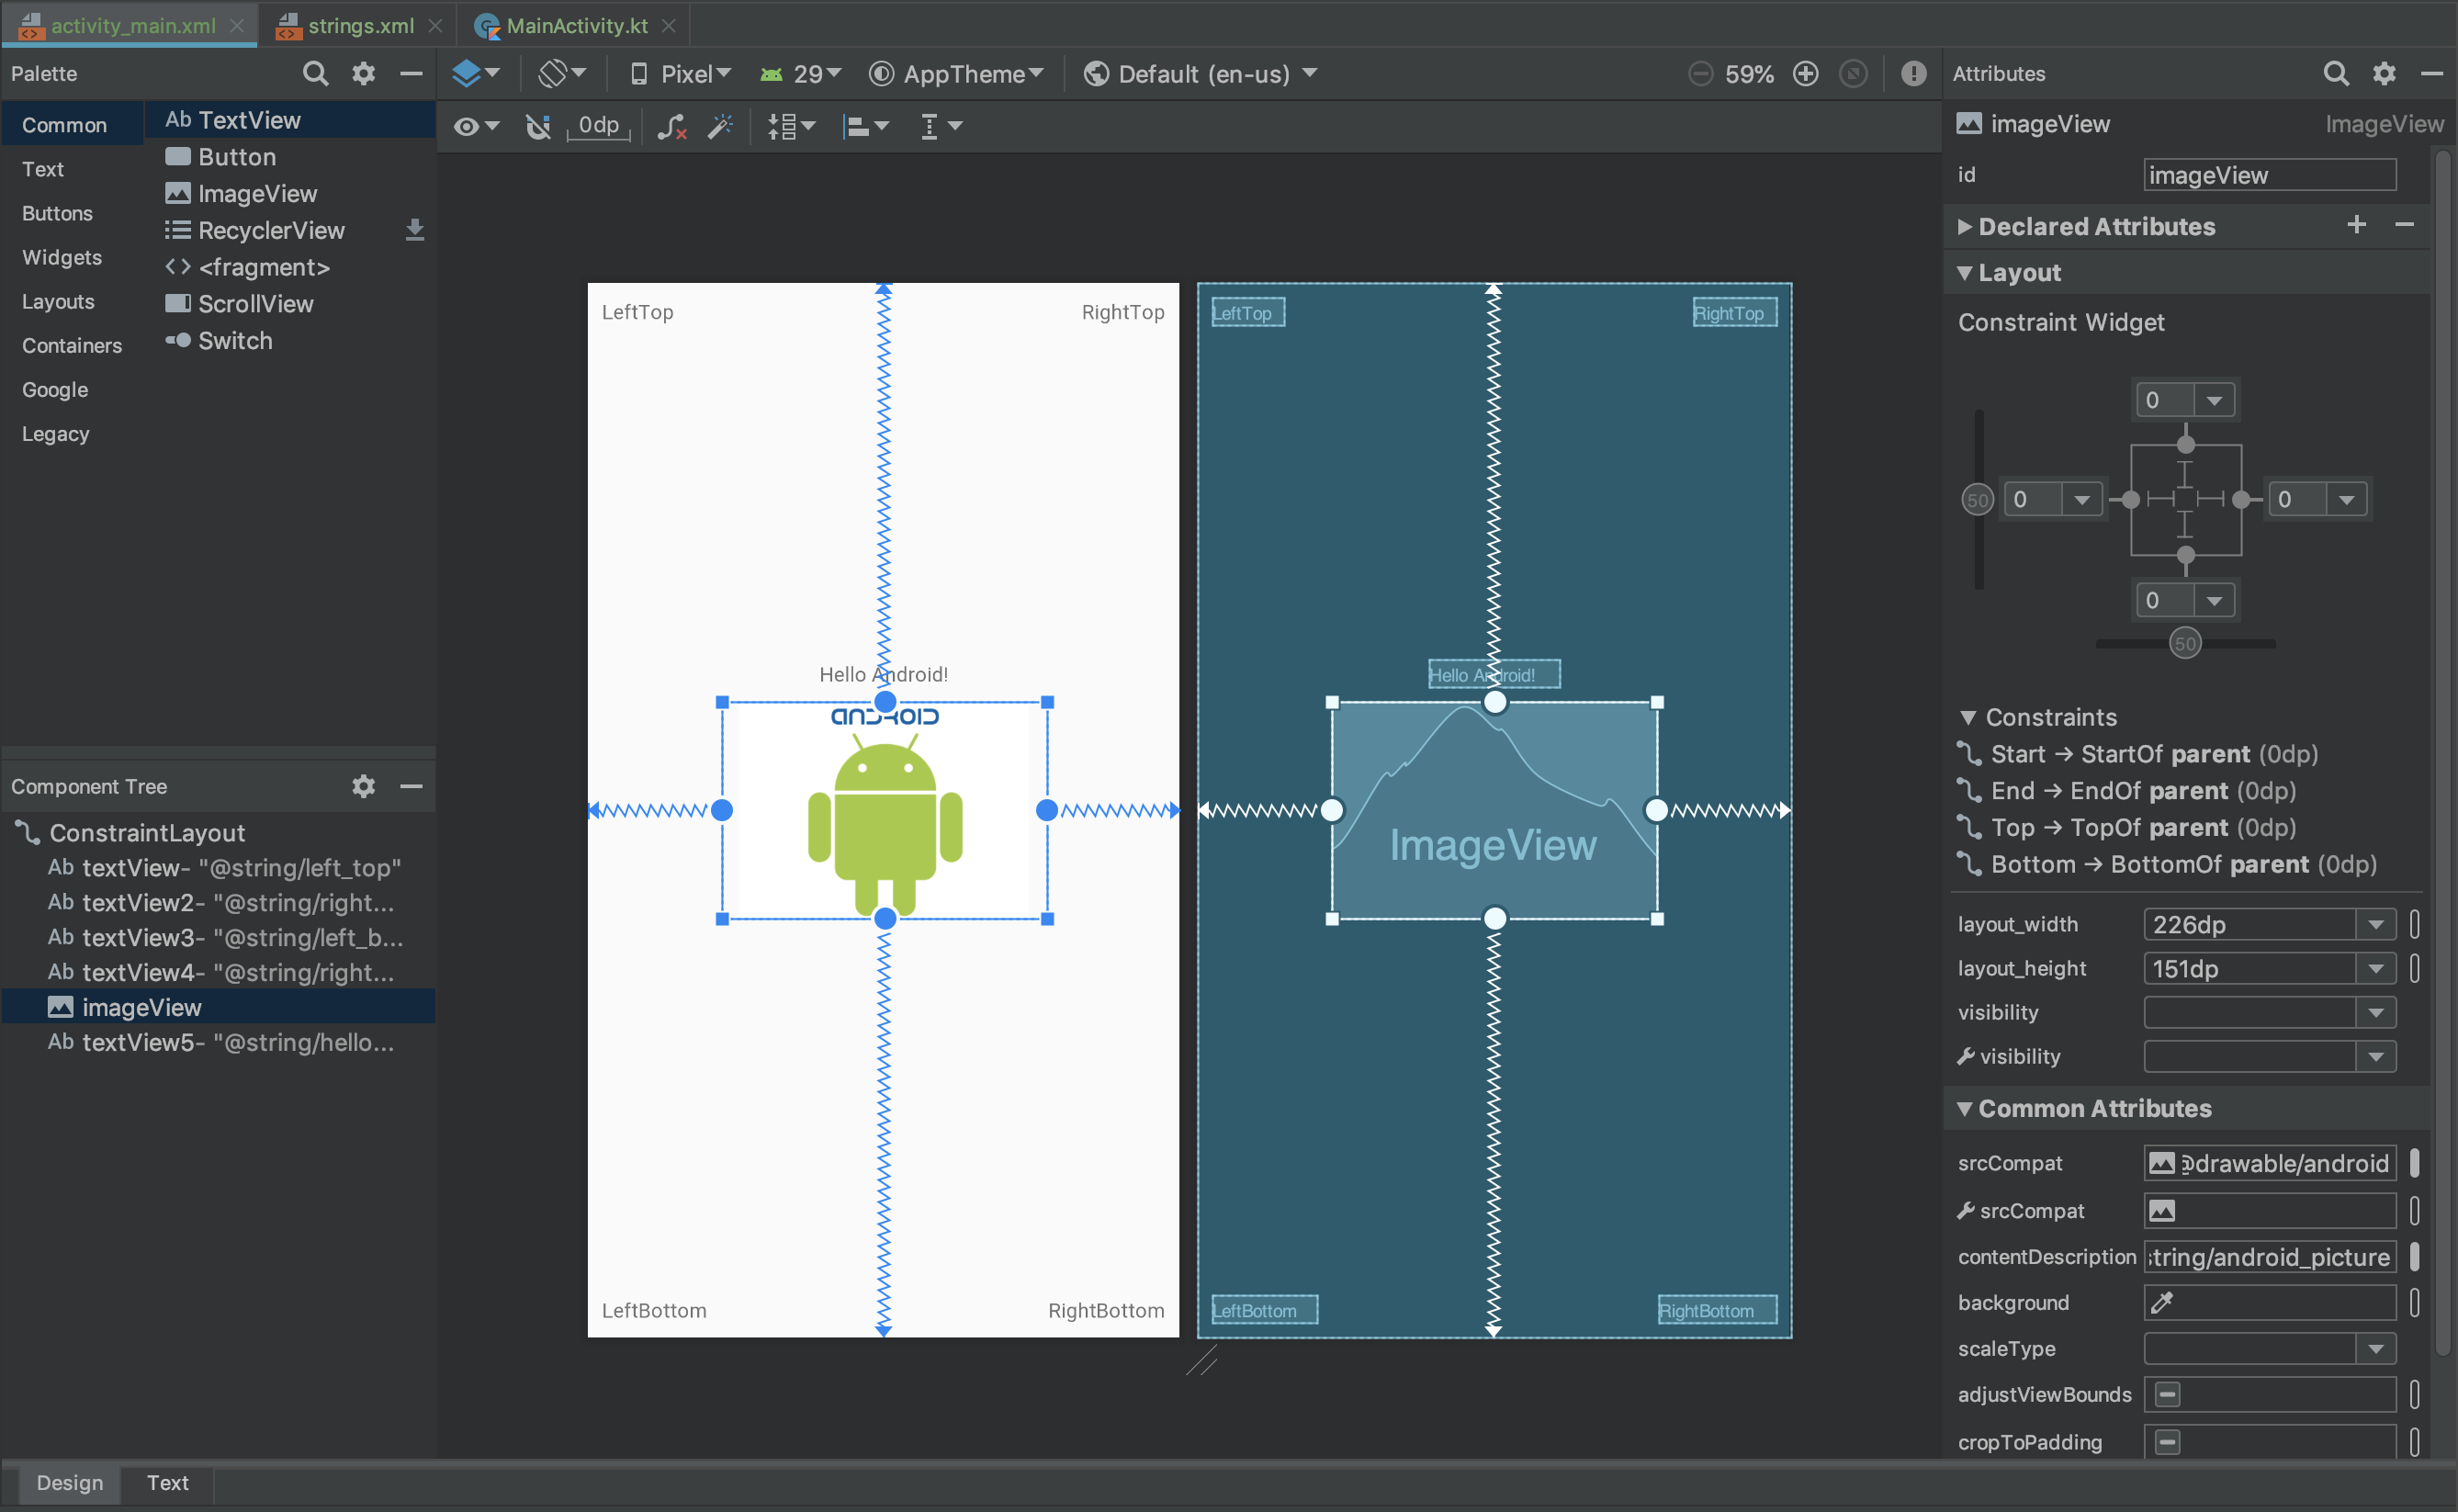 activity_main.xml
strings.xml
MainActivity.kt
Palette
Pixel
29
AppTheme
Default (en-us)
59%
Attributes
0dp
Common
Text
Buttons
Widgets
Layouts
Containers
Google
Legacy
Ab TextView
Button
ImageView
RecyclerView
<fragment>
ScrollView
Switch
Component Tree
ConstraintLayout
Ab textView- "@string/left_top"
Ab textView2- "@string/right...
Ab textView3- "@string/left_b...
Ab textView4- "@string/right...
imageView
Ab textView5- "@string/hello...
LeftTop
RightTop
Hello Android!
ANDROID
LeftBottom
RightBottom
LeftTop
RightTop
Hello Android!
ImageView
LeftBottom
RightBottom
imageView
ImageView
id
imageView
Declared Attributes
Layout
Constraint Widget
0
50
0
0
0
50
Constraints
Start → StartOf parent (0dp)
End → EndOf parent (0dp)
Top → TopOf parent (0dp)
Bottom → BottomOf parent (0dp)
layout_width 226dp
layout_height 151dp
visibility
visibility
Common Attributes
srcCompat @drawable/android
srcCompat
contentDescription tring/android_picture
background
scaleType
adjustViewBounds
cropToPadding
Design
Text